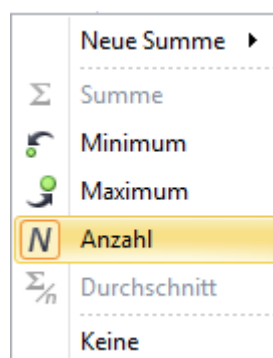 Neue Summe
Σ Summe
Minimum
Maximum
N Anzahl
Σ/n Durchschnitt
Keine